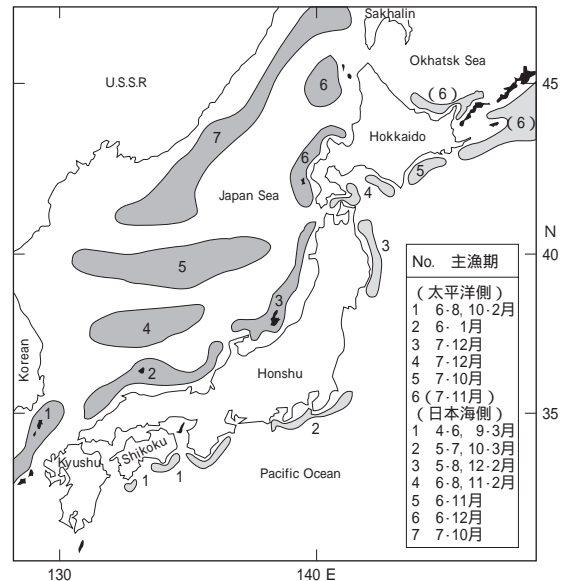 Sakhalin
Okhatsk Sea
U.S.S.R
45
6
( 6 )
( 6 )
7
Hokkaido
6
5
Japan Sea
4
N
40
5
3
3
4
2
Korean
Honshu
1
35
2
Kyushu
Shikoku
1
1
Pacific Ocean
130
140 E
No. 主漁期
(太平洋側)
1 6·8, 10·2月
2 6· 1月
3 7·12月
4 7·12月
5 7·10月
6 (7·11月)
(日本海側)
1 4·6, 9·3月
2 5·7, 10·3月
3 5·8, 12·2月
4 6·8, 11·2月
5 6·11月
6 6·12月
7 7·10月